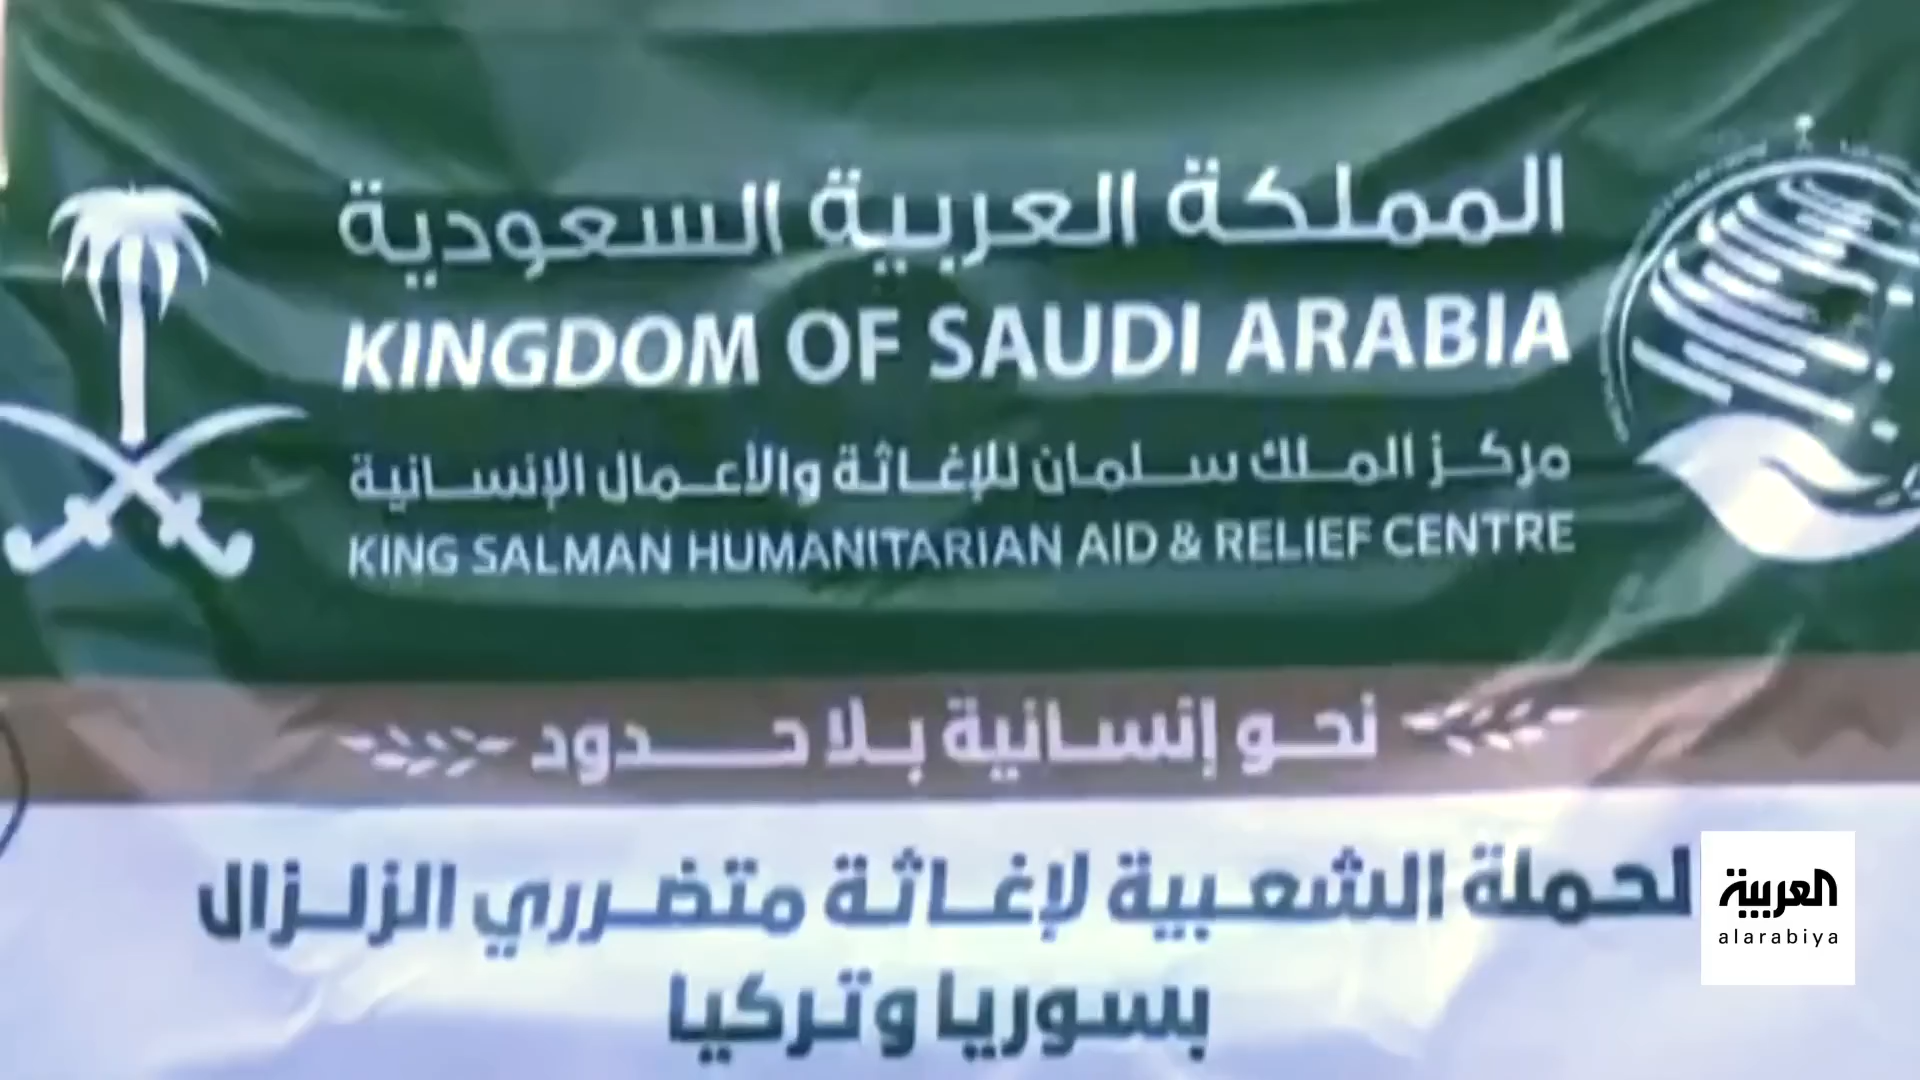 المملكة العربية السعودية
KINGDOM OF SAUDI ARABIA
مركز الملك سلمان للإغاثة والأعمال الإنسانية
KING SALMAN HUMANITARIAN AID & RELIEF CENTRE
نحو إنسانية بلا حدود
لحملة الشعبية لإغاثة متضرري الزلزال
بسوريا وتركيا
العربية
alarabiya